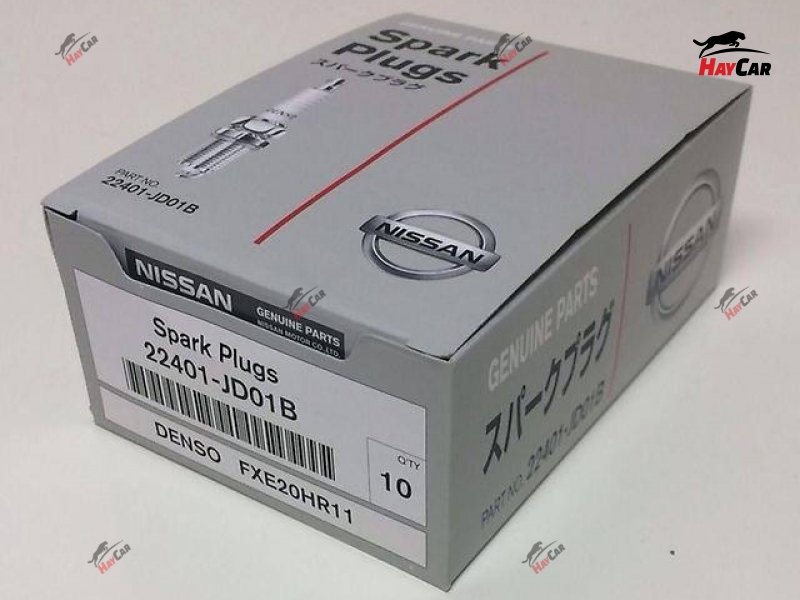 GENUINE PARTS
Spark
Plugs
スパークプラグ
PART NO.
22401-JD01B
NISSAN
NISSAN
GENUINE PARTS
NISSAN MOTOR CO.,LTD.
Spark Plugs
22401-JD01B
DENSO FXE20HR11
Q'TY
10
GENUINE PARTS
スパークプラグ
PART NO. 22401-JD01B
HAYCAR
HAYCAR
HAYCAR
HAYCAR
HAYCAR
HAYCAR
HAYCAR